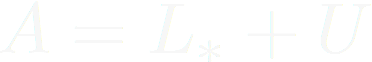 A = L_* + U